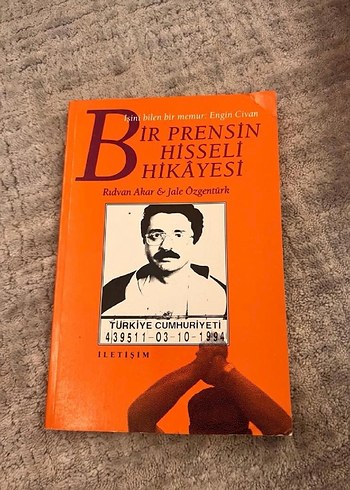 İşini bilen bir memur: Engin Civan
BİR PRENSİN
HİSSELİ
HİKÂYESİ
Rıdvan Akar & Jale Özgentürk
TÜRKİYE CUMHURİYETİ
439511-03-10-1994
İLETİŞİM